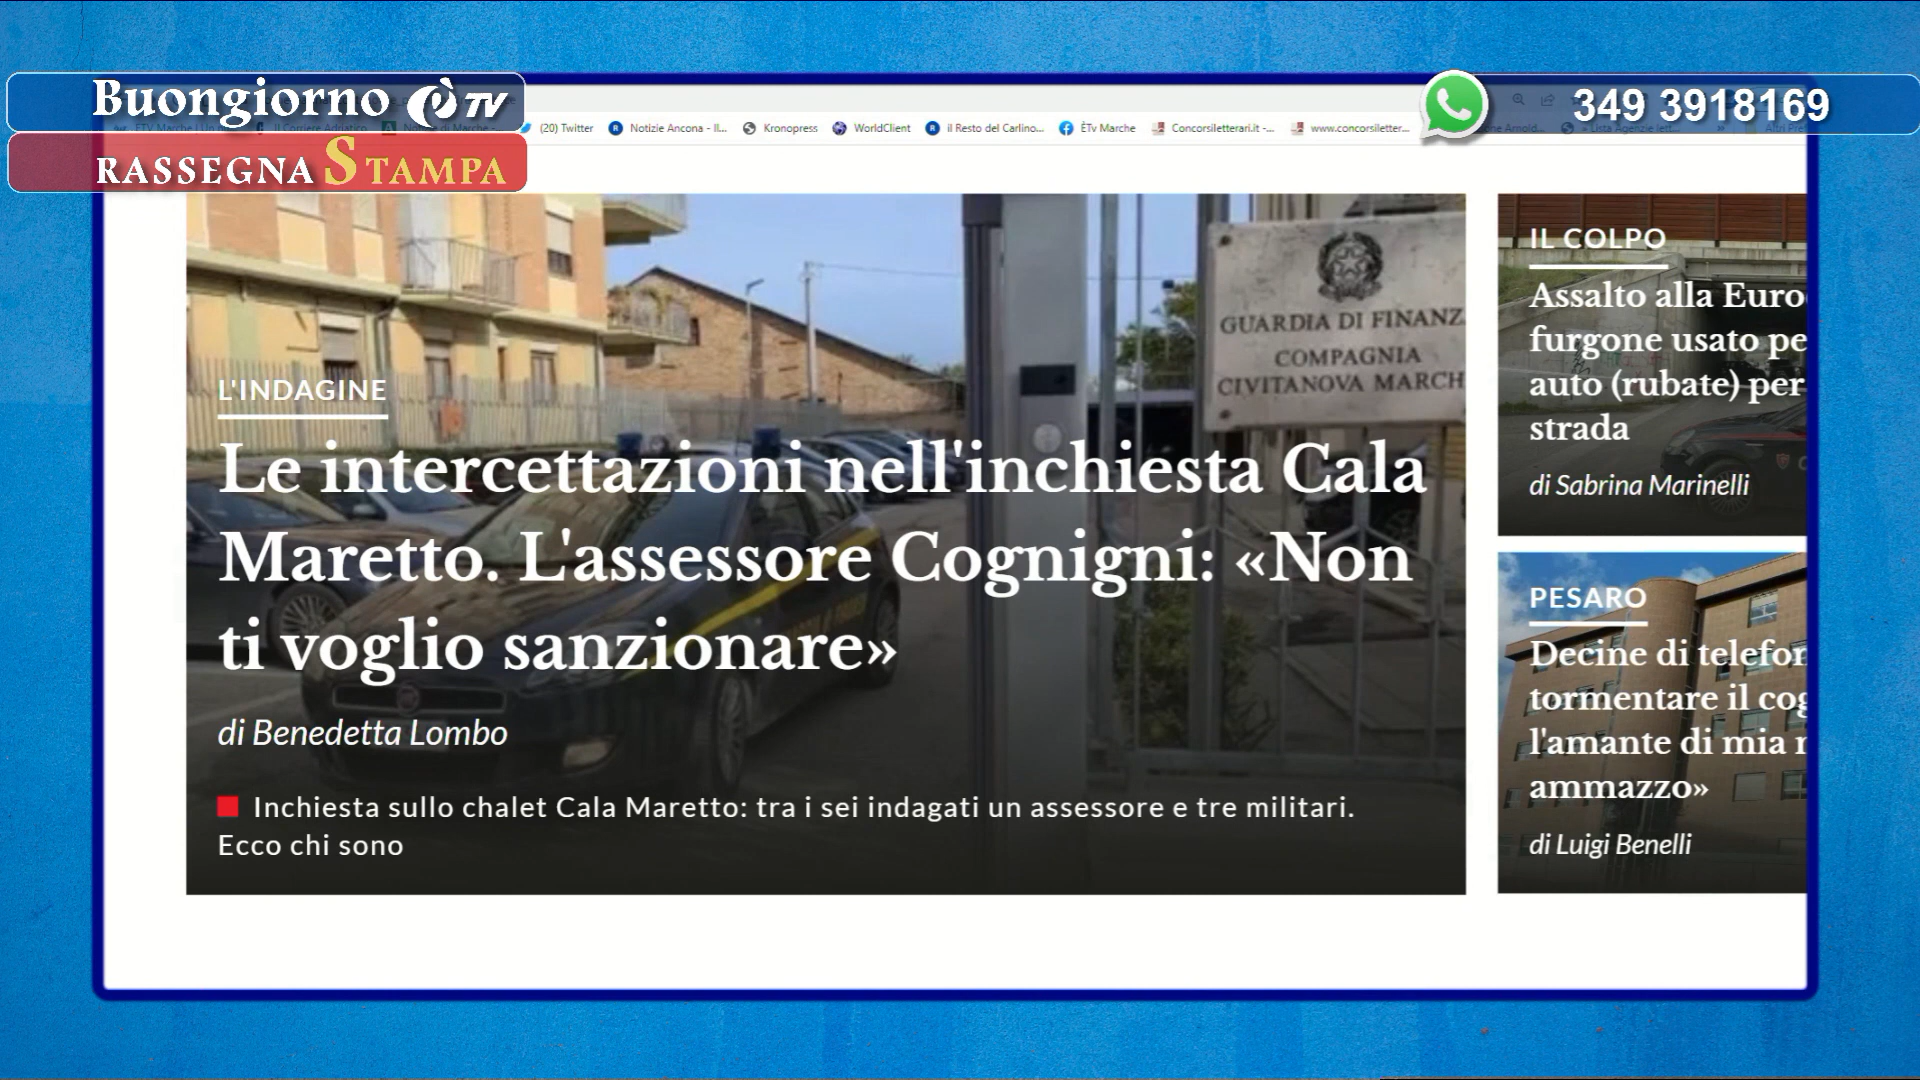 Buongiorno èTV
RASSEGNA STAMPA
349 3918169
(20) Twitter
Notizie Ancona - Il...
Kronopress
WorldClient
il Resto del Carlino...
ÈTv Marche
Concorsiletterari.it -...
www.concorsiletter...
GUARDIA DI FINANZ
COMPAGNIA
CIVITANOVA MARCH
L'INDAGINE
Le intercettazioni nell'inchiesta Cala
Maretto. L'assessore Cognigni: «Non
ti voglio sanzionare»
di Benedetta Lombo
Inchiesta sullo chalet Cala Maretto: tra i sei indagati un assessore e tre militari.
Ecco chi sono
IL COLPO
Assalto alla Euro
furgone usato pe
auto (rubate) per
strada
di Sabrina Marinelli
PESARO
Decine di telefon
tormentare il cog
l'amante di mia
ammazzo»
di Luigi Benelli